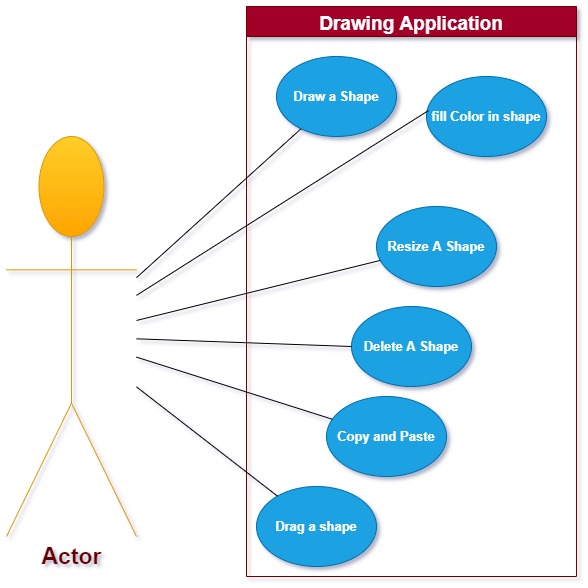 Drawing Application
Draw a Shape
fill Color in shape
Resize A Shape
Delete A Shape
Copy and Paste
Drag a shape
Actor